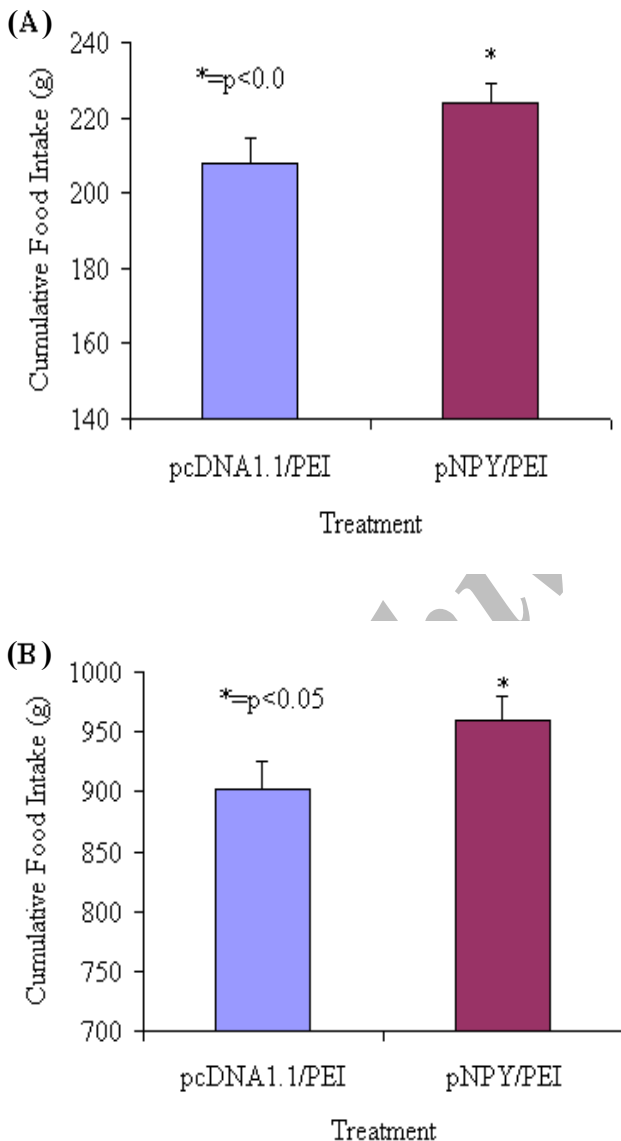 (A)
Cumulative Food Intake (g)
240
220
200
180
160
140
*=p<0.0
*
pcDNA1.1/PEI pNPY/PEI
Treatment
(B)
Cumulative Food Intake (g)
1000
950
900
850
800
750
700
*=p<0.05
*
pcDNA1.1/PEI pNPY/PEI
Treatment